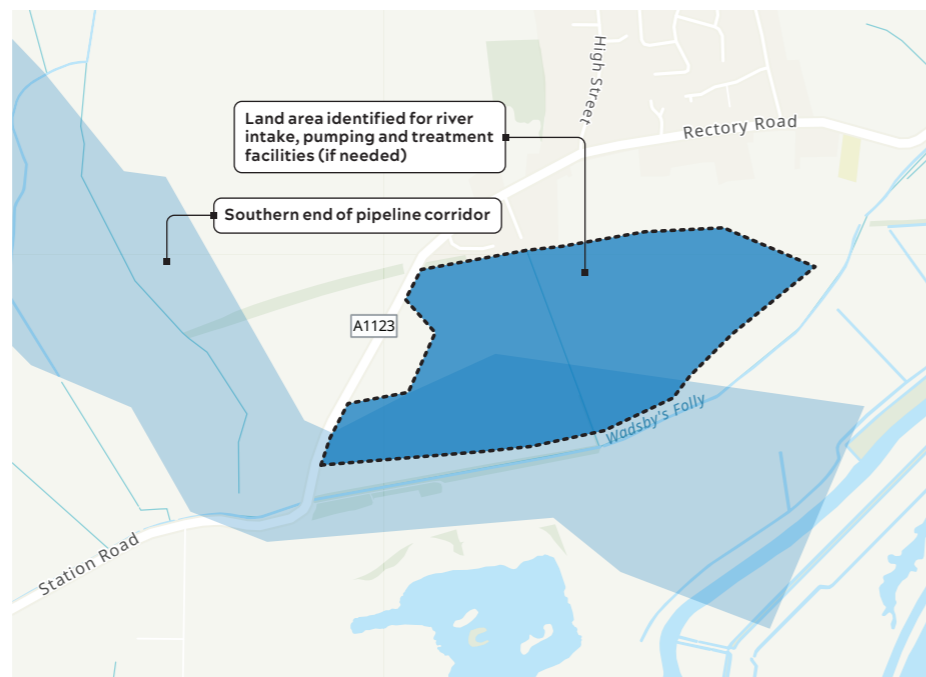 High Street
Rectory Road
Land area identified for river
intake, pumping and treatment
facilities (if needed)
Southern end of pipeline corridor
A1123
Wadsby's Folly
Station Road